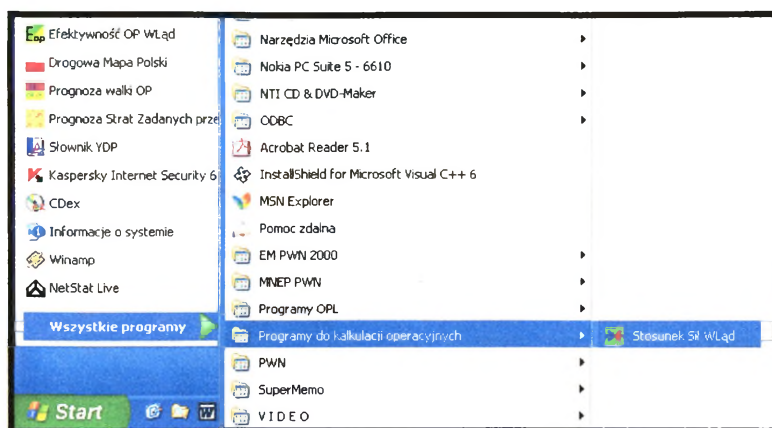 Efektywność OP WLąd
Drogowa Mapa Polski
Prognoza walki OP
Prognoza Strat Zadanych prze
Słownik YDP
Kaspersky Internet Security 6
CDex
Informacje o systemie
Winamp
NetStat Live
Wszystkie programy
Start
Narzędzia Microsoft Office
Nokia PC Suite 5 - 6610
NTI CD & DVD-Maker
ODBC
Acrobat Reader 5.1
InstallShield for Microsoft Visual C++ 6
MSN Explorer
Pomoc zdalna
EM PWN 2000
MNEP PWN
Programy OPL
Programy do kalkulacji operacyjnych
PWN
SuperMemo
V I D E O
Stosunek Sił WLąd